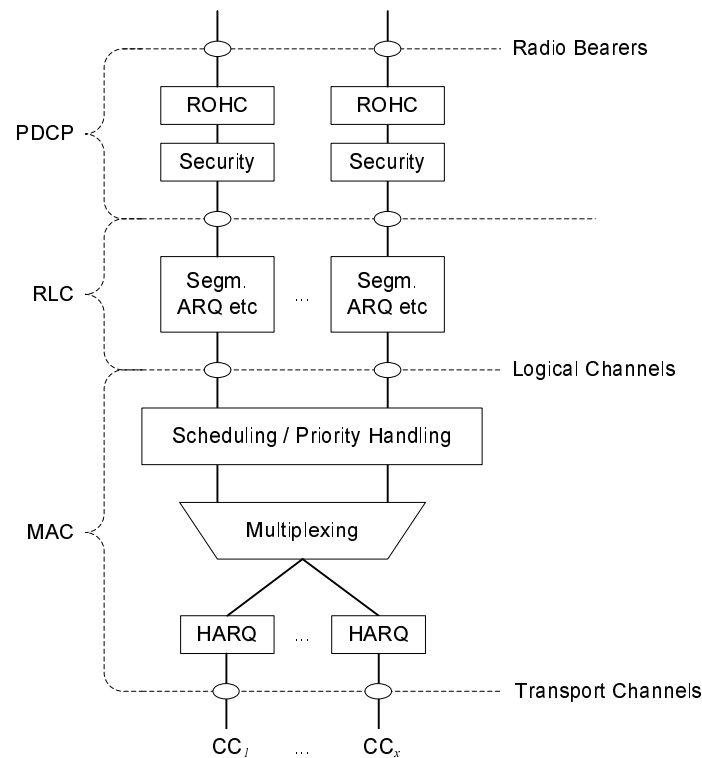 Radio Bearers
ROHC ROHC
PDCP
Security Security
Segm. ARQ etc ... Segm. ARQ etc
RLC
Logical Channels
Scheduling / Priority Handling
Multiplexing
MAC
HARQ ... HARQ
Transport Channels
CCl ... CCx